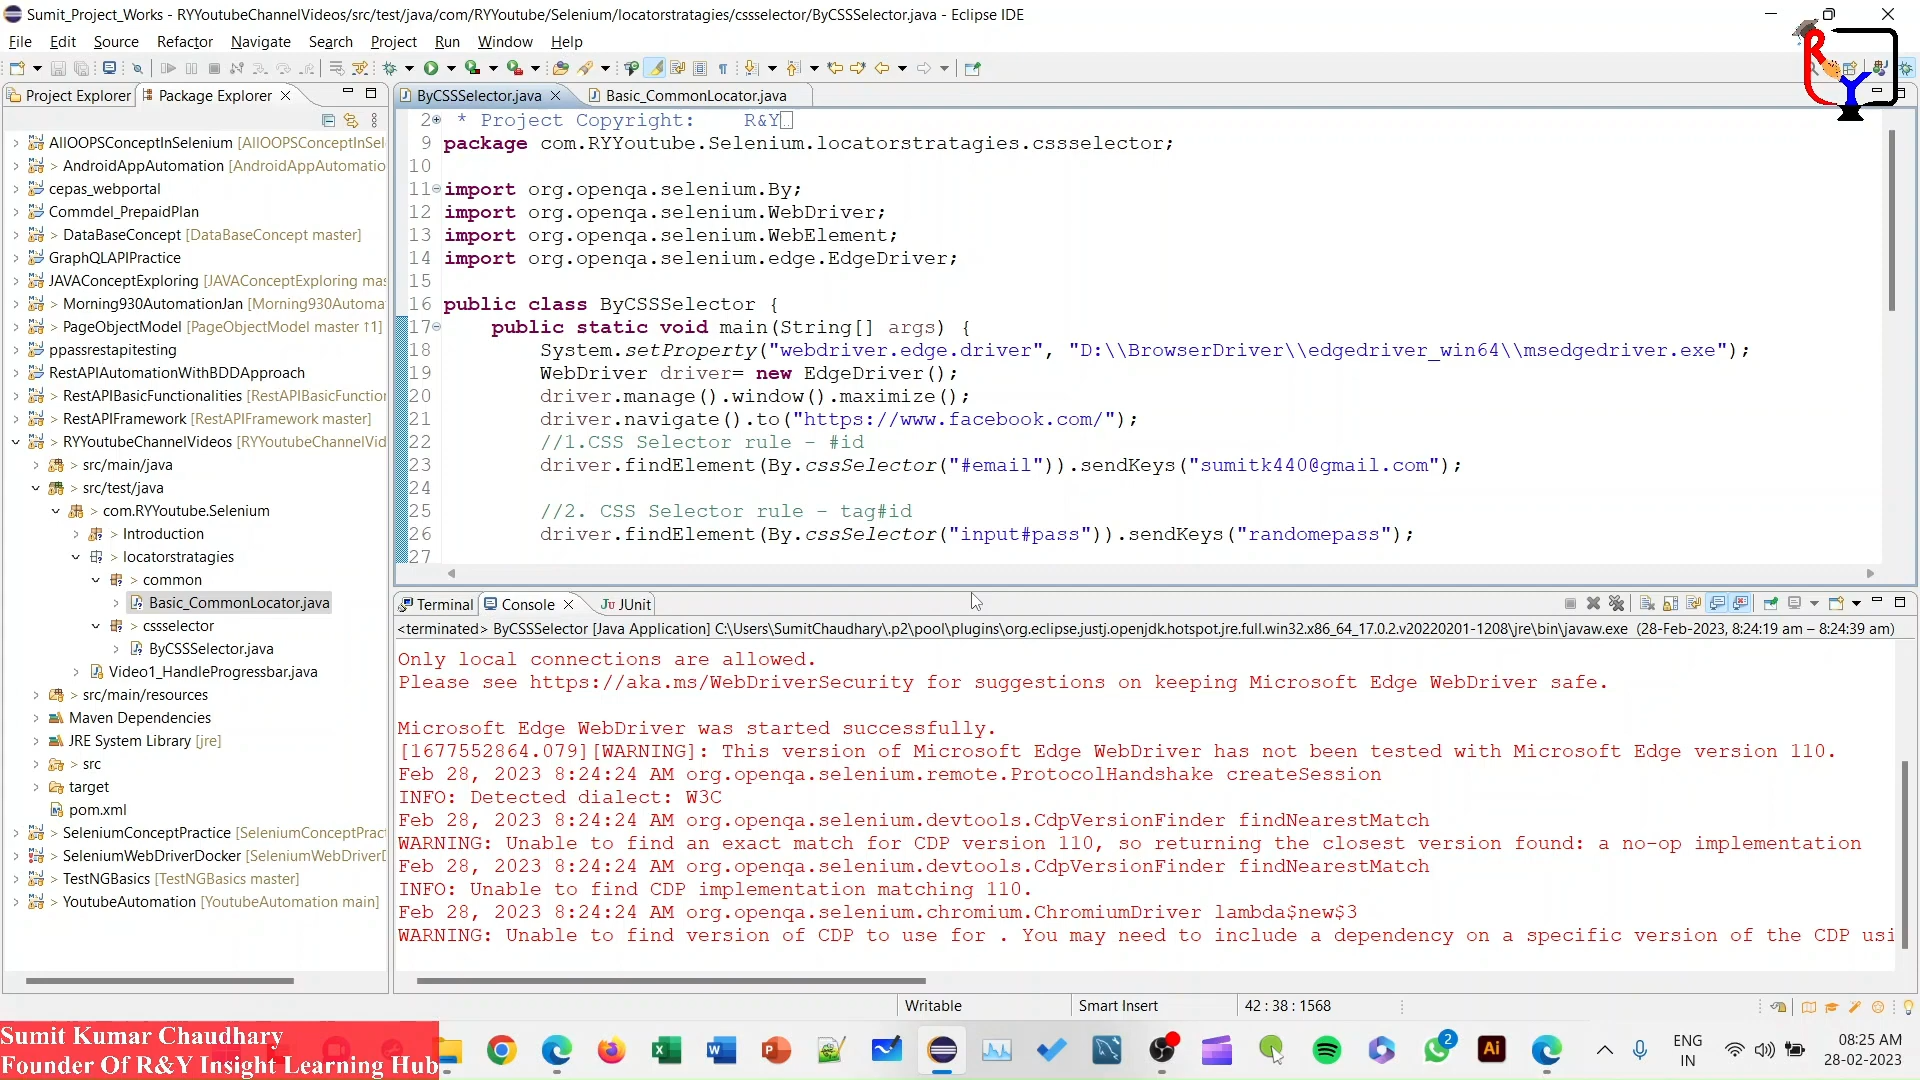 Sumit_Project_Works - RYYoutubeChannelVideos/src/test/java/com/RYYoutube/Selenium/locatorstratagies/cssselector/ByCSSSelector.java - Eclipse IDE
File Edit Source Refactor Navigate Search Project Run Window Help
R Y
Project Explorer Package Explorer
AllOOPSConceptInSelenium [AllOOPSConceptInSel
> AndroidAppAutomation [AndroidAppAutomatio
cepas_webportal
Commdel_PrepaidPlan
> DataBaseConcept [DataBaseConcept master]
GraphQLAPIPractice
JAVAConceptExploring [JAVAConceptExploring mas
> Morning930AutomationJan [Morning930Automa
> PageObjectModel [PageObjectModel master ↑1]
ppassrestapitesting
RestAPIAutomationWithBDDApproach
> RestAPIBasicFunctionalities [RestAPIBasicFunction
> RestAPIFramework [RestAPIFramework master]
> RYYoutubeChannelVideos [RYYoutubeChannelVid
> src/main/java
> src/test/java
> com.RYYoutube.Selenium
> Introduction
> locatorstratagies
> common
Basic_CommonLocator.java
> cssselector
ByCSSSelector.java
Video1_HandleProgressbar.java
> src/main/resources
Maven Dependencies
JRE System Library [jre]
> src
target
pom.xml
> SeleniumConceptPractice [SeleniumConceptPract
> SeleniumWebDriverDocker [SeleniumWebDriverD
> TestNGBasics [TestNGBasics master]
> YoutubeAutomation [YoutubeAutomation main]
ByCSSSelector.java Basic_CommonLocator.java
2 * Project Copyright: R&Y
9 package com.RYYoutube.Selenium.locatorstratagies.cssselector;
10
11 import org.openqa.selenium.By;
12 import org.openqa.selenium.WebDriver;
13 import org.openqa.selenium.WebElement;
14 import org.openqa.selenium.edge.EdgeDriver;
15
16 public class ByCSSSelector {
17 public static void main(String[] args) {
18 System.setProperty("webdriver.edge.driver", "D:\\BrowserDriver\\edgedriver_win64\\msedgedriver.exe");
19 WebDriver driver= new EdgeDriver();
20 driver.manage().window().maximize();
21 driver.navigate().to("https://www.facebook.com/");
22 //1.CSS Selector rule - #id
23 driver.findElement(By.cssSelector("#email")).sendKeys("sumitk440@gmail.com");
24
25 //2. CSS Selector rule - tag#id
26 driver.findElement(By.cssSelector("input#pass")).sendKeys("randomepass");
27
Terminal Console JUnit
<terminated> ByCSSSelector [Java Application] C:\Users\SumitChaudhary\.p2\pool\plugins\org.eclipse.justj.openjdk.hotspot.jre.full.win32.x86_64_17.0.2.v20220201-1208\jre\bin\javaw.exe (28-Feb-2023, 8:24:19 am – 8:24:39 am)
Only local connections are allowed.
Please see https://aka.ms/WebDriverSecurity for suggestions on keeping Microsoft Edge WebDriver safe.
Microsoft Edge WebDriver was started successfully.
[1677552864.079][WARNING]: This version of Microsoft Edge WebDriver has not been tested with Microsoft Edge version 110.
Feb 28, 2023 8:24:24 AM org.openqa.selenium.remote.ProtocolHandshake createSession
INFO: Detected dialect: W3C
Feb 28, 2023 8:24:24 AM org.openqa.selenium.devtools.CdpVersionFinder findNearestMatch
WARNING: Unable to find an exact match for CDP version 110, so returning the closest version found: a no-op implementation
Feb 28, 2023 8:24:24 AM org.openqa.selenium.devtools.CdpVersionFinder findNearestMatch
INFO: Unable to find CDP implementation matching 110.
Feb 28, 2023 8:24:24 AM org.openqa.selenium.chromium.ChromiumDriver lambda$new$3
WARNING: Unable to find version of CDP to use for . You may need to include a dependency on a specific version of the CDP usi
Writable Smart Insert 42 : 38 : 1568
Sumit Kumar Chaudhary
Founder Of R&Y Insight Learning Hub
2
Ai
ENG
IN
08:25 AM
28-02-2023